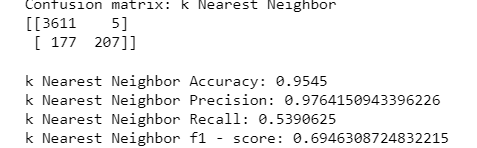 Confusion matrix: k Nearest Neighbor
[[3611    5]
 [ 177  207]]
k Nearest Neighbor Accuracy: 0.9545
k Nearest Neighbor Precision: 0.9764150943396226
k Nearest Neighbor Recall: 0.5390625
k Nearest Neighbor f1 - score: 0.6946308724832215